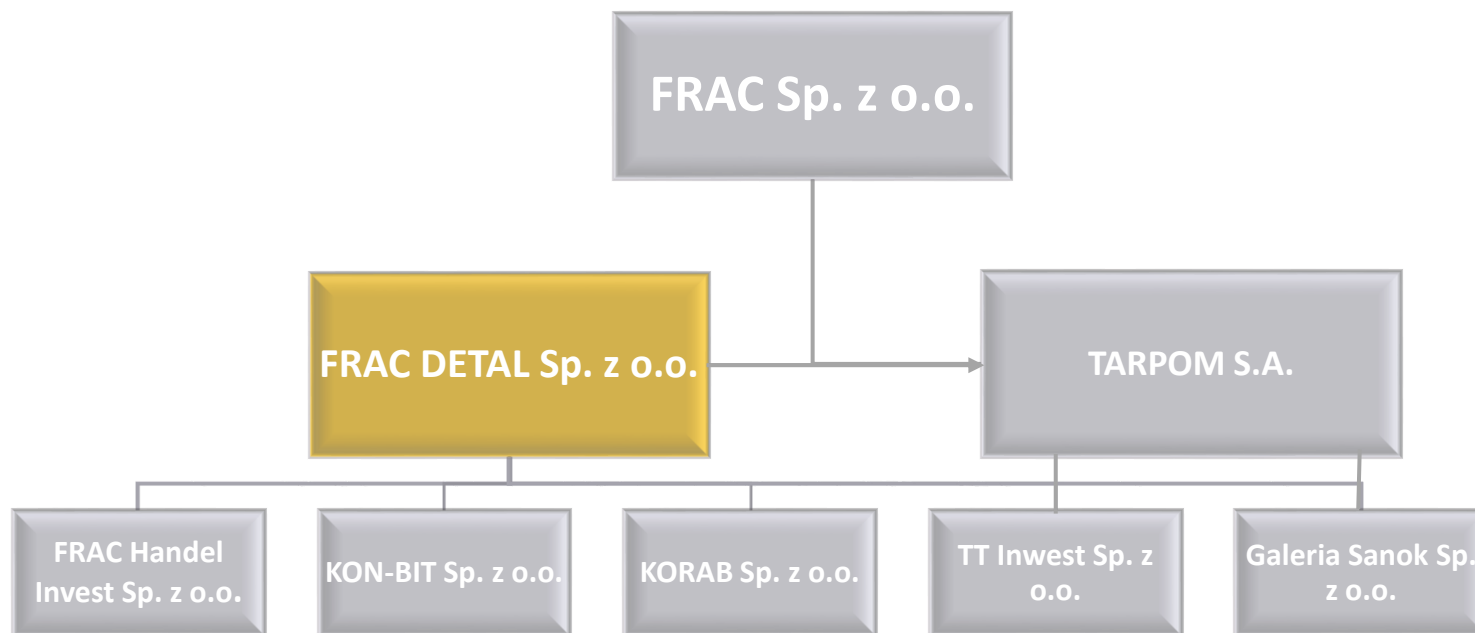 FRAC Sp. z o.o.
FRAC DETAL Sp. z o.o.
TARPOM S.A.
FRAC Handel
Invest Sp. z o.o.
KON-BIT Sp. z o.o.
KORAB Sp. z o.o.
TT Inwest Sp. z
o.o.
Galeria Sanok Sp.
z o.o.